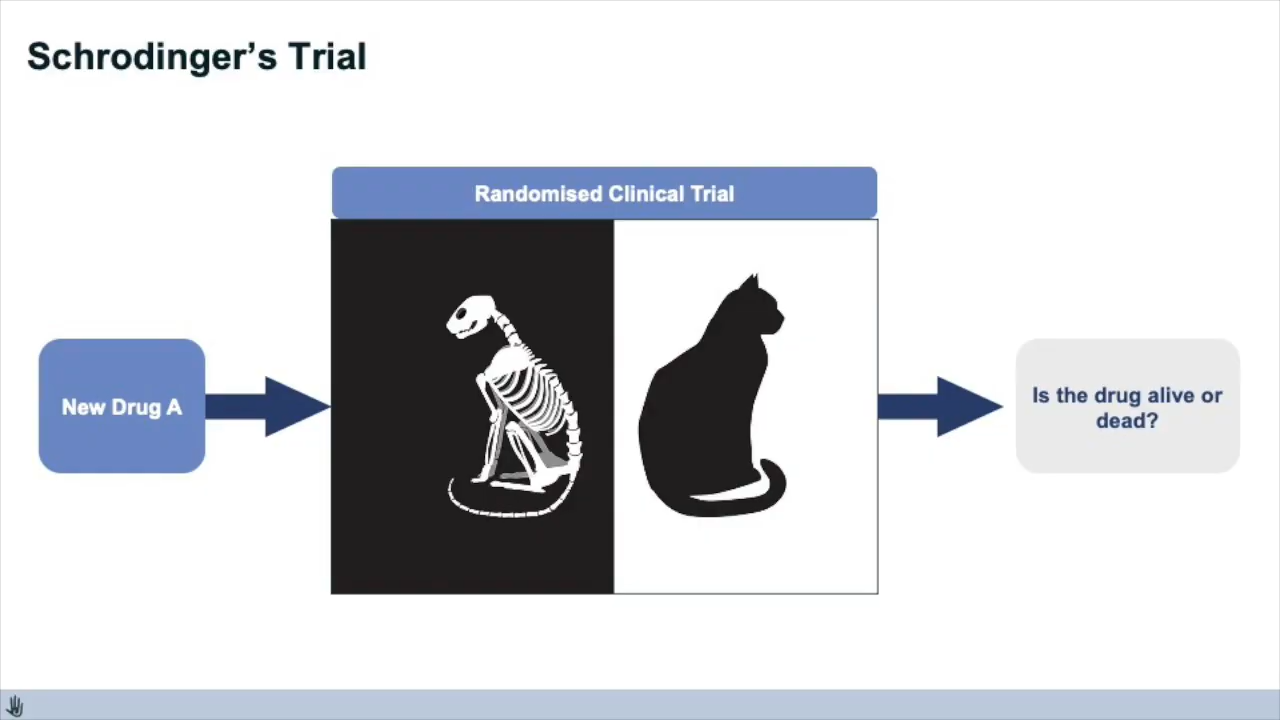 Schrodinger’s Trial
Randomised Clinical Trial
New Drug A
Is the drug alive or
dead?